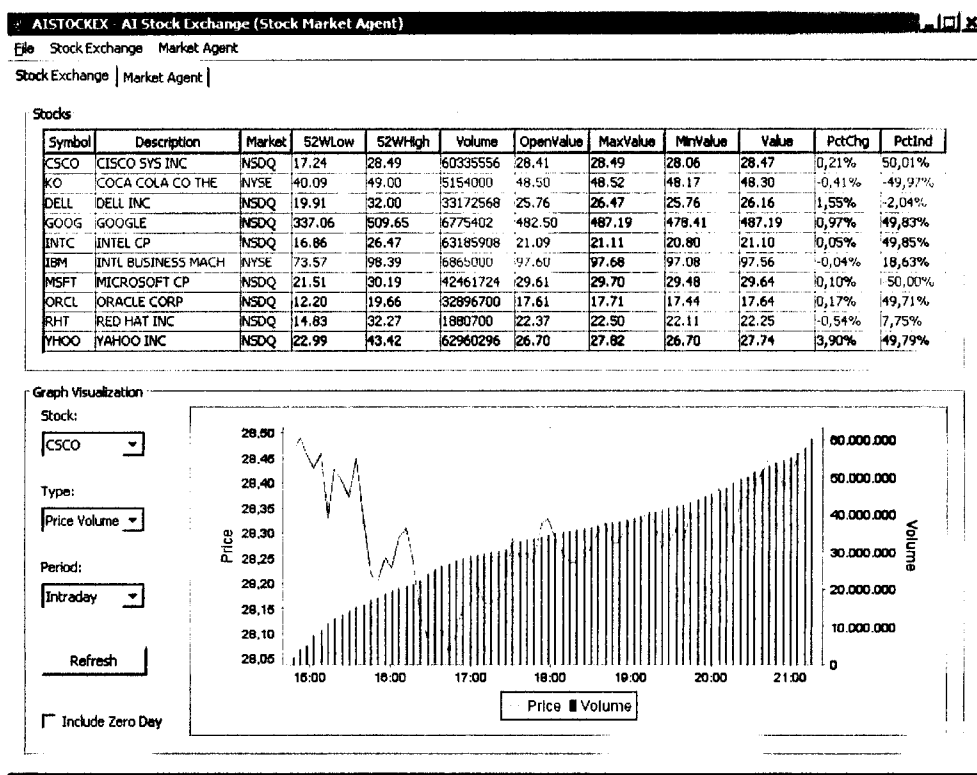 AISTOCKEX - AI Stock Exchange (Stock Market Agent)
File Stock Exchange Market Agent
Stock Exchange Market Agent
Stocks
Symbol Description Market 52WLow 52WHigh Volume OpenValue MaxValue MinValue Value PctChg PctInd
CSCO CISCO SYS INC NSDQ 17.24 28.49 60335556 28.41 28.49 28.06 28.47 0,21% 50,01%
KO COCA COLA CO THE NYSE 40.09 49.00 5154000 48.50 48.52 48.17 48.30 -0,41% -49,97%
DELL DELL INC NSDQ 19.91 32.00 33172568 25.76 26.47 25.76 26.16 1,55% -2,04%
GOOG GOOGLE NSDQ 337.06 509.65 6775402 482.50 487.19 478.41 487.19 0,97% 49,83%
INTC INTEL CP NSDQ 16.86 26.47 63185908 21.09 21.11 20.80 21.10 0,05% 49,85%
IBM INTL BUSINESS MACH NYSE 73.57 98.39 6865000 97.60 97.68 97.08 97.56 -0,04% 18,63%
MSFT MICROSOFT CP NSDQ 21.51 30.19 42461724 29.61 29.70 29.48 29.64 0,10% -50,00%
ORCL ORACLE CORP NSDQ 12.20 19.66 32896700 17.61 17.71 17.44 17.64 0,17% 49,71%
RHT RED HAT INC NSDQ 14.83 32.27 1880700 22.37 22.50 22.11 22.25 -0,54% 7,75%
YHOO YAHOO INC NSDQ 22.99 43.42 62960296 26.70 27.82 26.70 27.74 3,90% 49,79%
Graph Visualization
Stock:
CSCO
Type:
Price Volume
Period:
Intraday
Refresh
Include Zero Day
Price
28,50
28,45
28,40
28,35
28,30
28,25
28,20
28,15
28,10
28,05
15:00 16:00 17:00 18:00 19:00 20:00 21:00
60.000.000
50.000.000
40.000.000
30.000.000
20.000.000
10.000.000
0
Volume
Price Volume